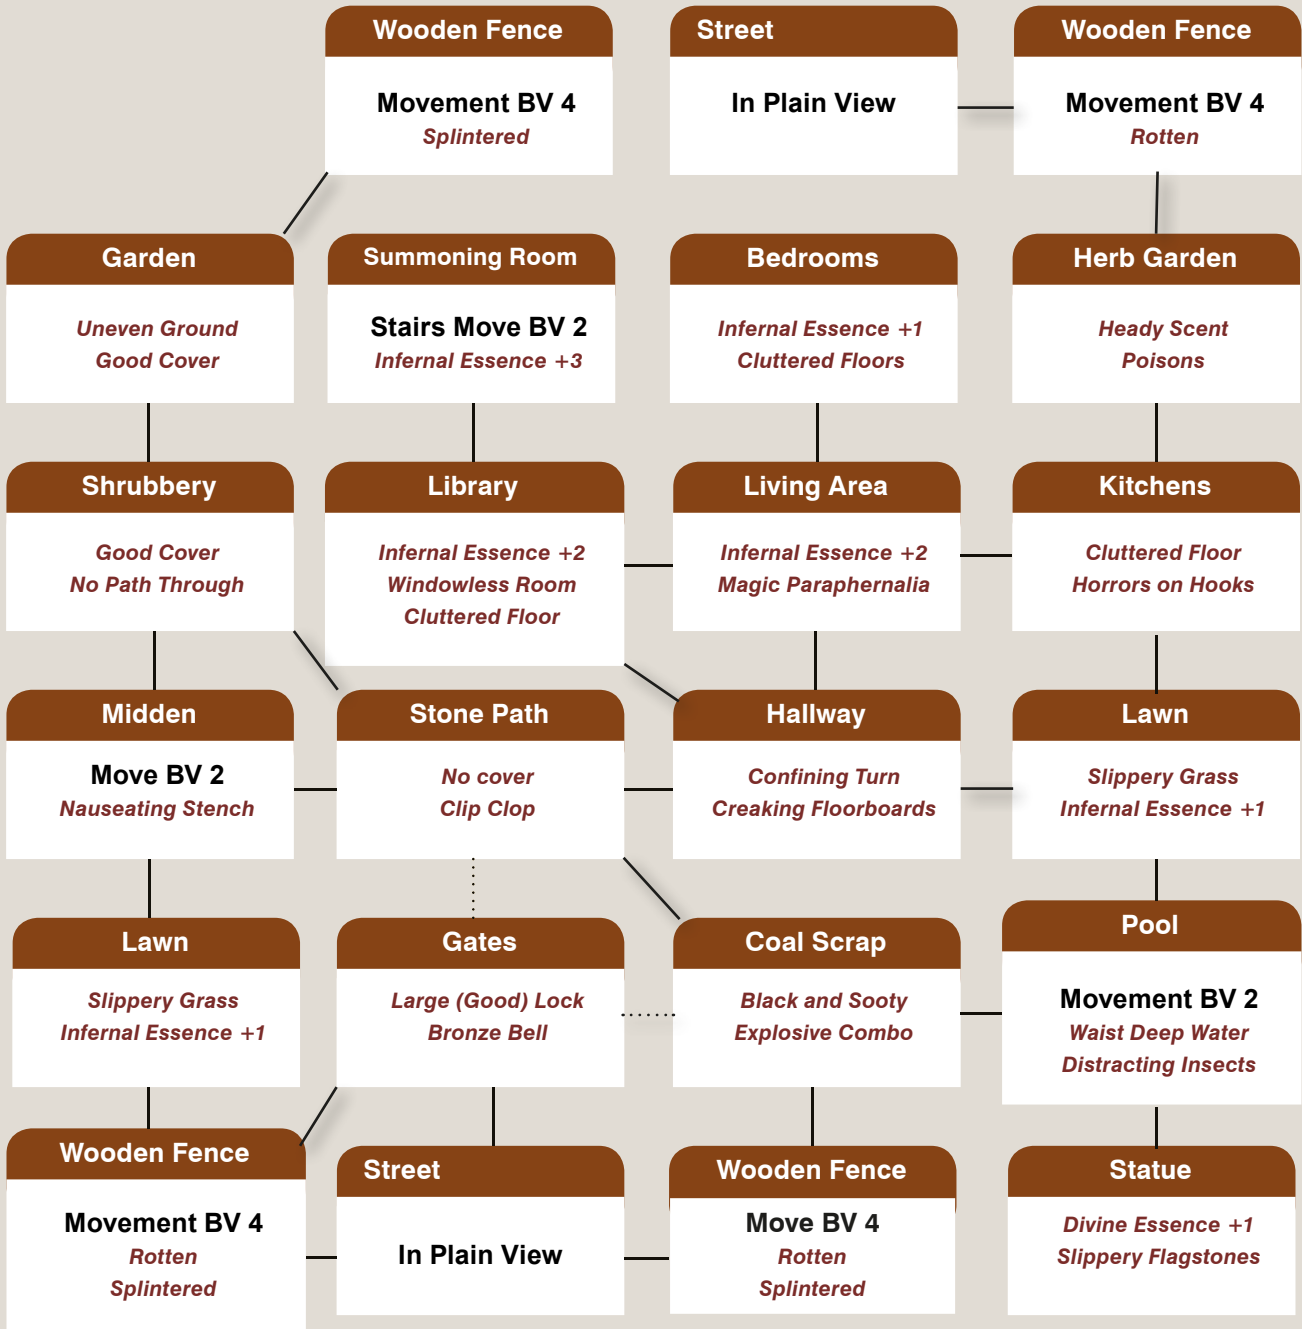 Wooden Fence
Movement BV 4
Splintered
Street
In Plain View
Wooden Fence
Movement BV 4
Rotten
Garden
Uneven Ground
Good Cover
Summoning Room
Stairs Move BV 2
Infernal Essence +3
Bedrooms
Infernal Essence +1
Cluttered Floors
Herb Garden
Heady Scent
Poisons
Shrubbery
Good Cover
No Path Through
Library
Infernal Essence +2
Windowless Room
Cluttered Floor
Living Area
Infernal Essence +2
Magic Paraphernalia
Kitchens
Cluttered Floor
Horrors on Hooks
Midden
Move BV 2
Nauseating Stench
Stone Path
No cover
Clip Clop
Hallway
Confining Turn
Creaking Floorboards
Lawn
Slippery Grass
Infernal Essence +1
Lawn
Slippery Grass
Infernal Essence +1
Gates
Large (Good) Lock
Bronze Bell
Coal Scrap
Black and Sooty
Explosive Combo
Pool
Movement BV 2
Waist Deep Water
Distracting Insects
Wooden Fence
Movement BV 4
Rotten
Splintered
Street
In Plain View
Wooden Fence
Move BV 4
Rotten
Splintered
Statue
Divine Essence +1
Slippery Flagstones